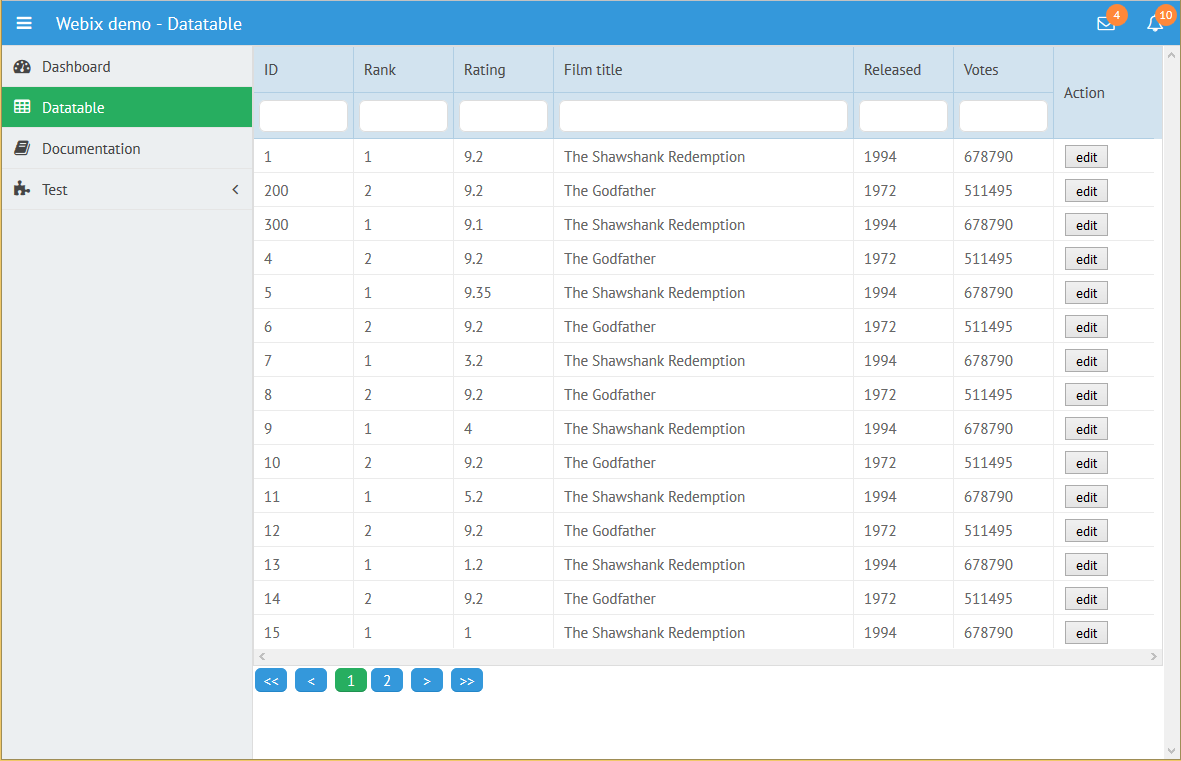 Webix demo - Datatable 4 10
Dashboard
Datatable
Documentation
Test
ID Rank Rating Film title Released Votes Action
1 1 9.2 The Shawshank Redemption 1994 678790 edit
200 2 9.2 The Godfather 1972 511495 edit
300 1 9.1 The Shawshank Redemption 1994 678790 edit
4 2 9.2 The Godfather 1972 511495 edit
5 1 9.35 The Shawshank Redemption 1994 678790 edit
6 2 9.2 The Godfather 1972 511495 edit
7 1 3.2 The Shawshank Redemption 1994 678790 edit
8 2 9.2 The Godfather 1972 511495 edit
9 1 4 The Shawshank Redemption 1994 678790 edit
10 2 9.2 The Godfather 1972 511495 edit
11 1 5.2 The Shawshank Redemption 1994 678790 edit
12 2 9.2 The Godfather 1972 511495 edit
13 1 1.2 The Shawshank Redemption 1994 678790 edit
14 2 9.2 The Godfather 1972 511495 edit
15 1 1 The Shawshank Redemption 1994 678790 edit
<< < 1 2 > >>